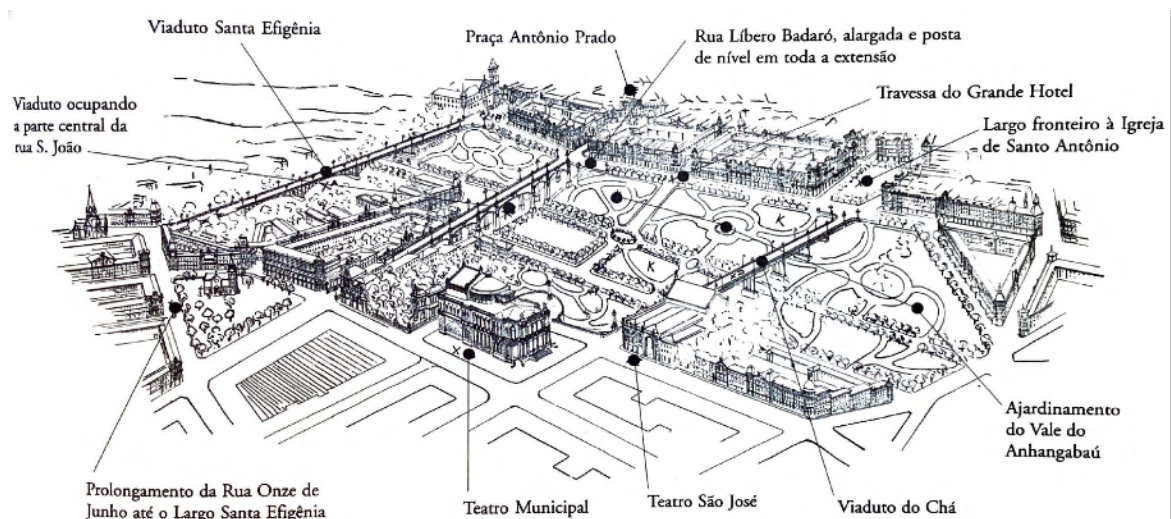 Viaduto Santa Efigênia
Praça Antônio Prado
Rua Líbero Badaró, alargada e posta
de nível em toda a extensão
Viaduto ocupando
a parte central da
rua S. João
Travessa do Grande Hotel
Largo fronteiro à Igreja
de Santo Antônio
K
K
X
Prolongamento da Rua Onze de
Junho até o Largo Santa Efigênia
Teatro Municipal
Teatro São José
Viaduto do Chá
Ajardinamento
do Vale do
Anhangabaú